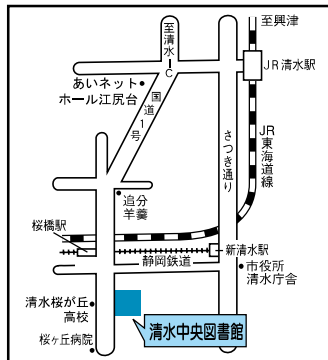 至清水
I
C
至興津
JR清水駅
あいネット
ホール江尻台
国道1号
さつき通り
JR東海道線
追分
羊羹
桜橋駅
新清水駅
静岡鉄道
市役所
清水庁舎
清水桜が丘
高校
清水中央図書館
桜ヶ丘病院